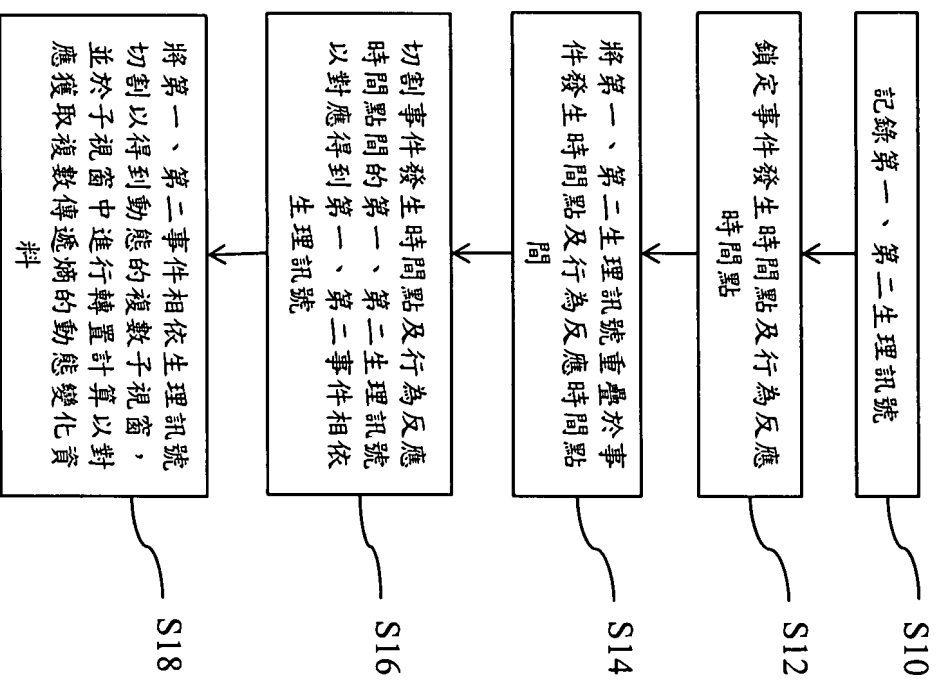 記錄第一、第二生理訊號
S10
鎖定事件發生時間點及行為反應
時間點
S12
將第一、第二生理訊號重疊於事
件發生時間點及行為反應時間點
間
S14
切割事件發生時間點及行為反應
時間點間的第一、第二生理訊號
以對應得到第一、第二事件相依
生理訊號
S16
將第一、第二事件相依生理訊號
切割以得到動態的複數子視窗，
並於子視窗中進行轉置計算以對
應獲取複數傳遞熵的動態變化資
料
S18